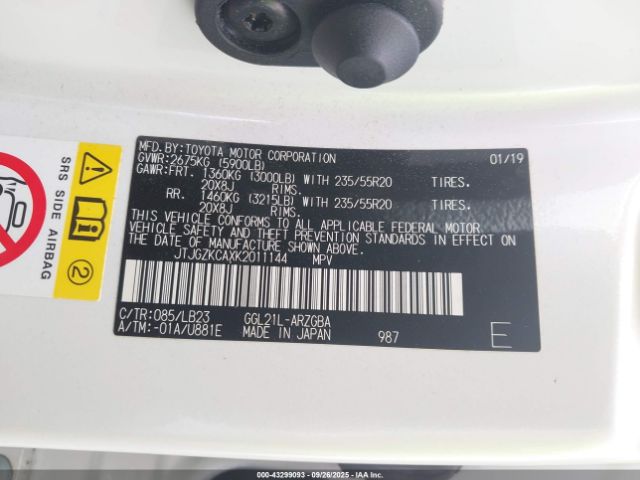 MFD. BY: TOYOTA MOTOR CORPORATION 01/19
GVWR: 2675KG (5900LB)
GAWR: FRT. 1360KG (3000LB) WITH 235/55R20 TIRES.
20X8J RIMS.
RR. 1460KG (3215LB) WITH 235/55R20 TIRES.
20X8J RIMS.
THIS VEHICLE CONFORMS TO ALL APPLICABLE FEDERAL MOTOR
VEHICLE SAFETY AND THEFT PREVENTION STANDARDS IN EFFECT ON
THE DATE OF MANUFACTURE SHOWN ABOVE.
JTJGZKCAXK2011144 MPV
C/TR: 085/LB23 GGL21L-ARZGBA
A/TM: -01A/U881E MADE IN JAPAN 987 E
SRS SIDE AIRBAG
2
000-43299093 - 09/26/2025 - IAA Inc.